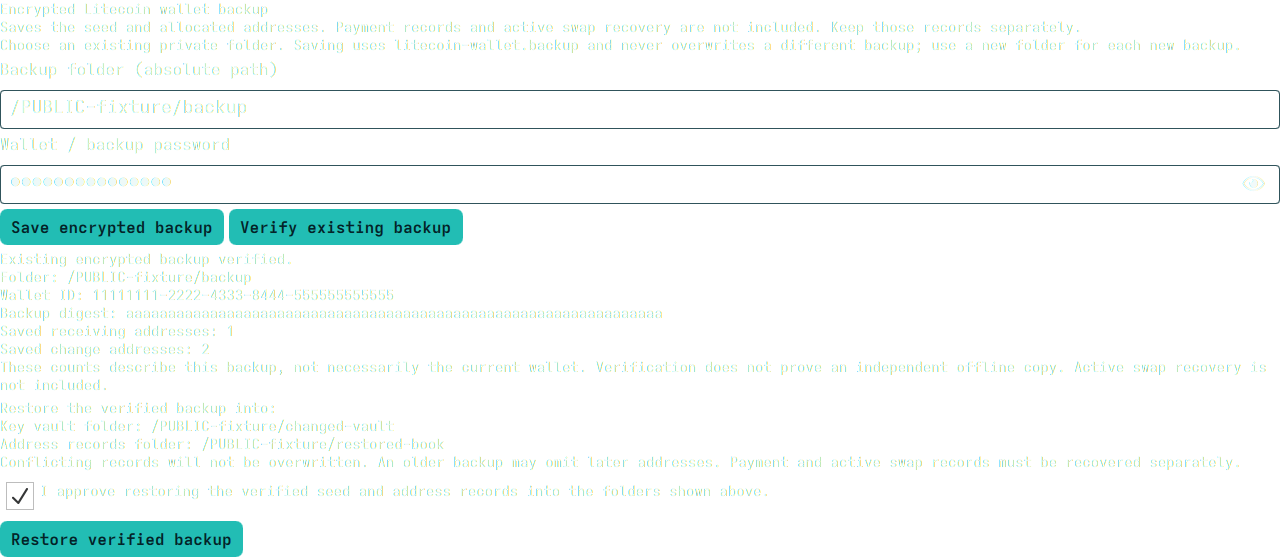 Encrypted Litecoin wallet backup
Saves the seed and allocated addresses. Payment records and active swap recovery are not included. Keep those records separately.
Choose an existing private folder. Saving uses litecoin-wallet.backup and never overwrites a different backup; use a new folder for each new backup.
Backup folder (absolute path)
/PUBLIC-fixture/backup
Wallet / backup password
Save encrypted backup
Verify existing backup
Existing encrypted backup verified.
Folder: /PUBLIC-fixture/backup
Wallet ID: 11111111-2222-4333-8444-555555555555
Backup digest: aaaaaaaaaaaaaaaaaaaaaaaaaaaaaaaaaaaaaaaaaaaaaaaaaaaaaaaaaaaaaaaa
Saved receiving addresses: 1
Saved change addresses: 2
These counts describe this backup, not necessarily the current wallet. Verification does not prove an independent offline copy. Active swap recovery is
not included.
Restore the verified backup into:
Key vault folder: /PUBLIC-fixture/changed-vault
Address records folder: /PUBLIC-fixture/restored-book
Conflicting records will not be overwritten. An older backup may omit later addresses. Payment and active swap records must be recovered separately.
I approve restoring the verified seed and address records into the folders shown above.
Restore verified backup